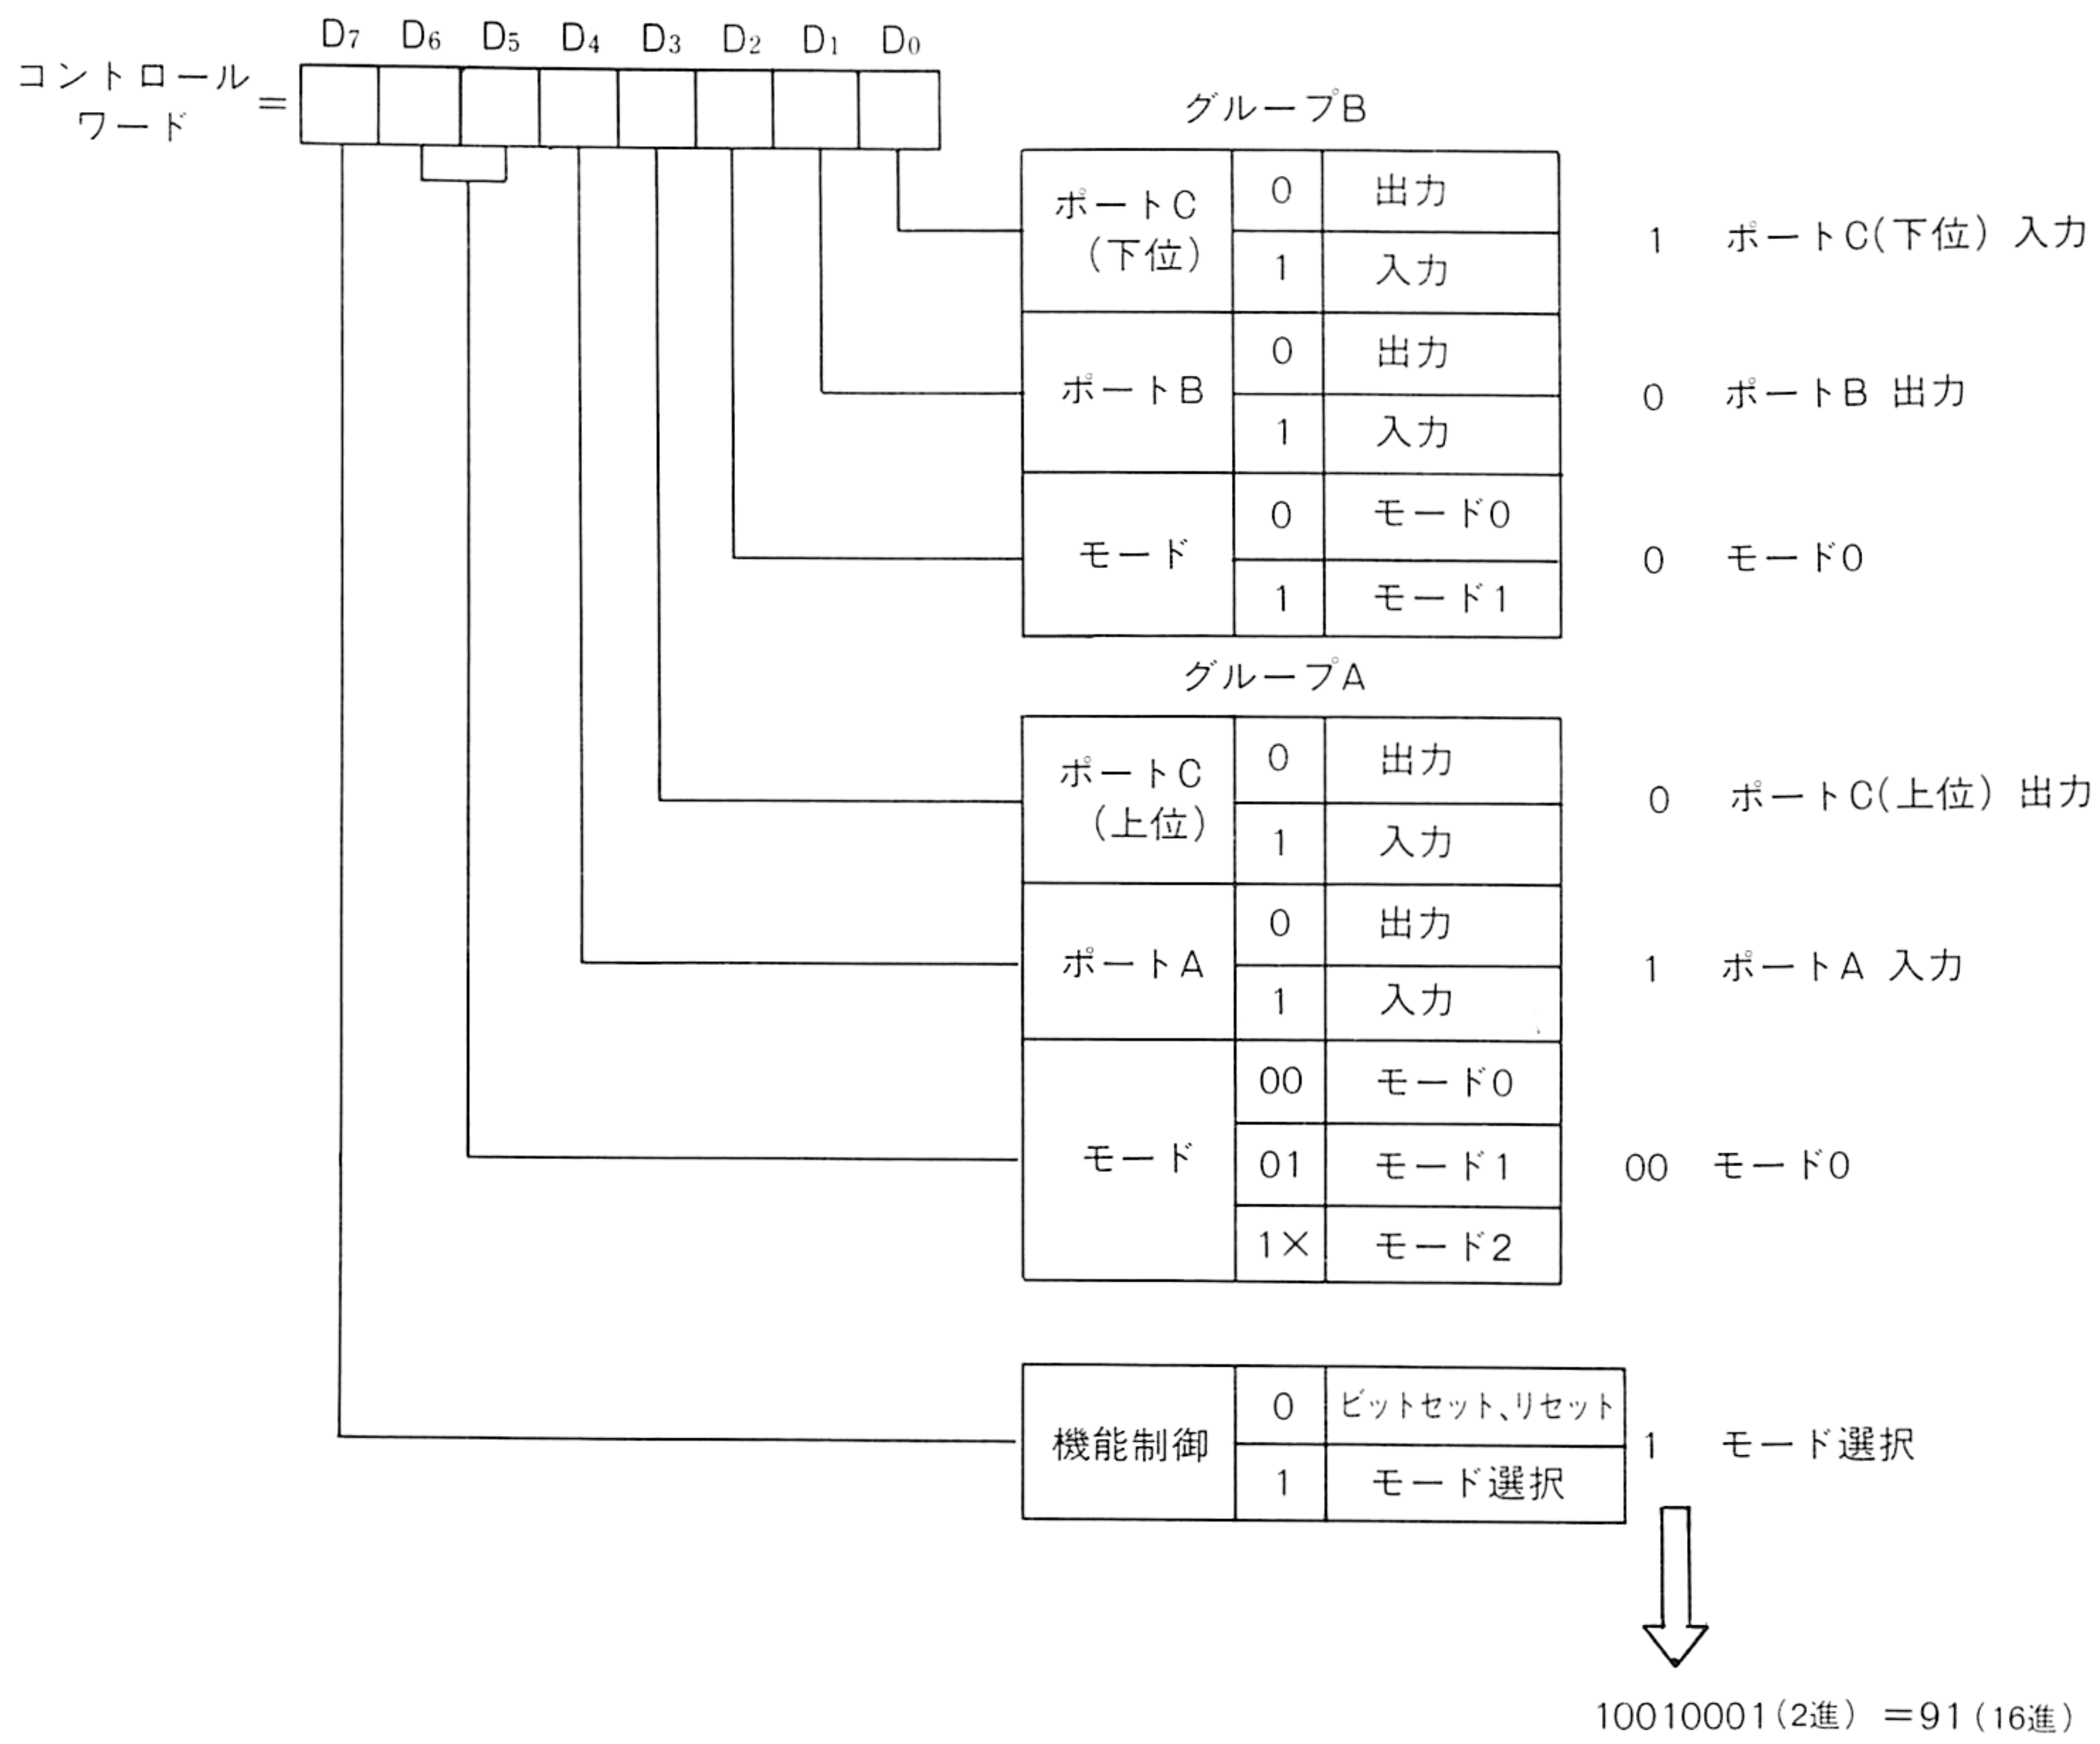 D7 D6 D5 D4 D3 D2 D1 D0
コントロール
ワード
=
グループB
ポートC
(下位)
0 出力
1 入力
1 ポートC(下位) 入力
ポートB
0 出力
1 入力
0 ポートB 出力
モード
0 モード0
1 モード1
0 モード0
グループA
ポートC
(上位)
0 出力
1 入力
0 ポートC(上位) 出力
ポートA
0 出力
1 入力
1 ポートA 入力
モード
00 モード0
01 モード1
1× モード2
00 モード0
機能制御
0 ビットセット、リセット
1 モード選択
1 モード選択
10010001(2進) =91(16進)